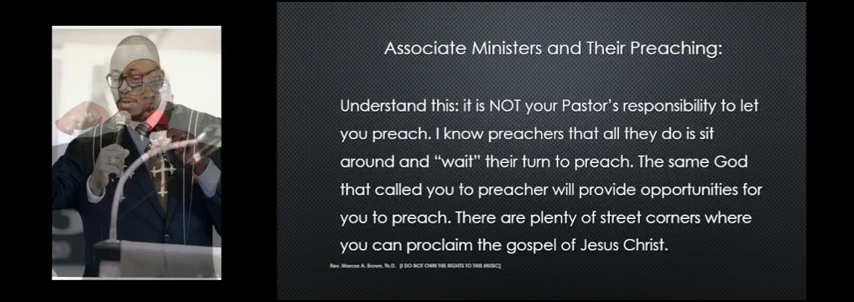 Associate Ministers and Their Preaching:
Understand this: it is NOT your Pastor's responsibility to let
you preach. I know preachers that all they do is sit
around and “wait” their turn to preach. The same God
that called you to preacher will provide opportunities for
you to preach. There are plenty of street corners where
you can proclaim the gospel of Jesus Christ.
Rev. Marcus A. Brown, Th.D. (I DO NOT OWN THE RIGHTS TO THIS MUSIC)